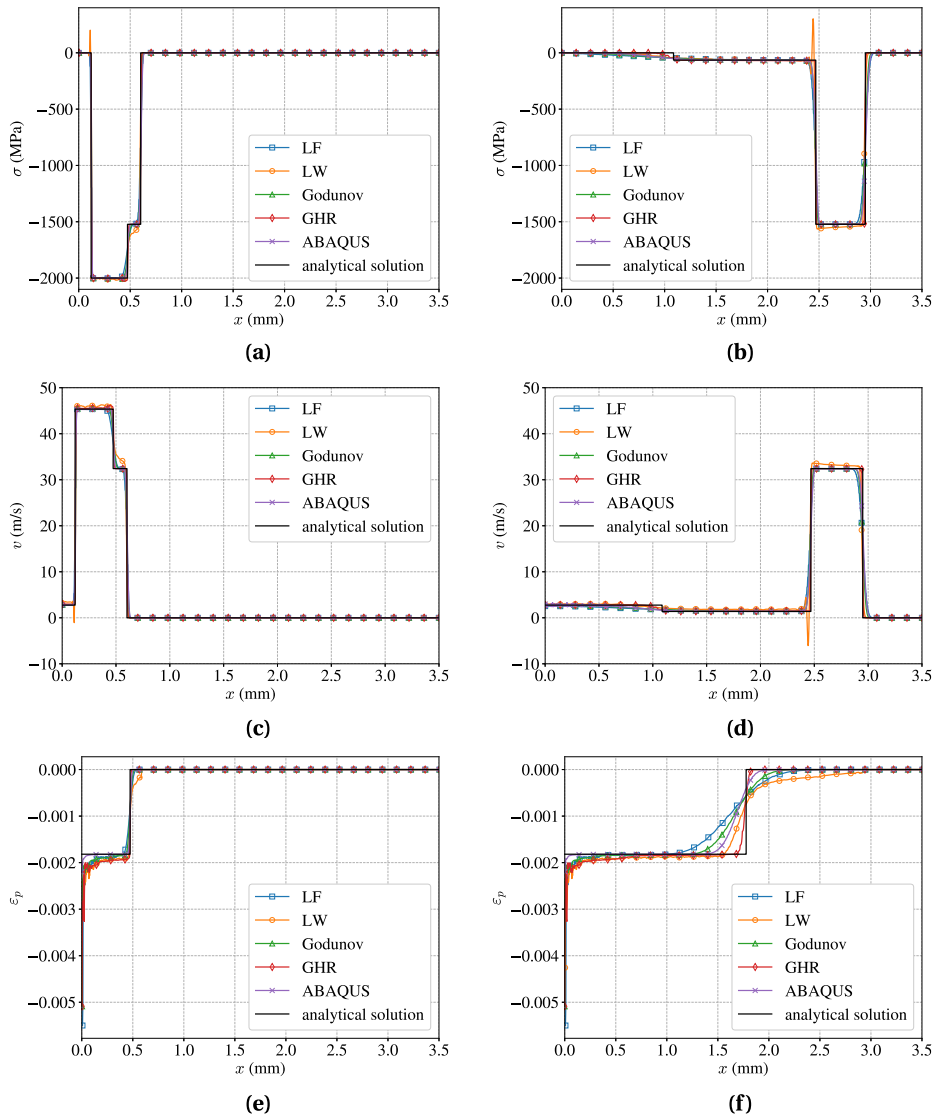 0
−500
−1000
−1500
−2000
σ (MPa)
LF
LW
Godunov
GHR
ABAQUS
analytical solution
0.0 0.5 1.0 1.5 2.0 2.5 3.0 3.5
x (mm)
(a)
0
−500
−1000
−1500
−2000
σ (MPa)
LF
LW
Godunov
GHR
ABAQUS
analytical solution
0.0 0.5 1.0 1.5 2.0 2.5 3.0 3.5
x (mm)
(b)
50
40
30
20
10
0
−10
v (m/s)
LF
LW
Godunov
GHR
ABAQUS
analytical solution
0.0 0.5 1.0 1.5 2.0 2.5 3.0 3.5
x (mm)
(c)
50
40
30
20
10
0
−10
v (m/s)
LF
LW
Godunov
GHR
ABAQUS
analytical solution
0.0 0.5 1.0 1.5 2.0 2.5 3.0 3.5
x (mm)
(d)
0.000
−0.001
−0.002
−0.003
−0.004
−0.005
εp
LF
LW
Godunov
GHR
ABAQUS
analytical solution
0.0 0.5 1.0 1.5 2.0 2.5 3.0 3.5
x (mm)
(e)
0.000
−0.001
−0.002
−0.003
−0.004
−0.005
εp
LF
LW
Godunov
GHR
ABAQUS
analytical solution
0.0 0.5 1.0 1.5 2.0 2.5 3.0 3.5
x (mm)
(f)